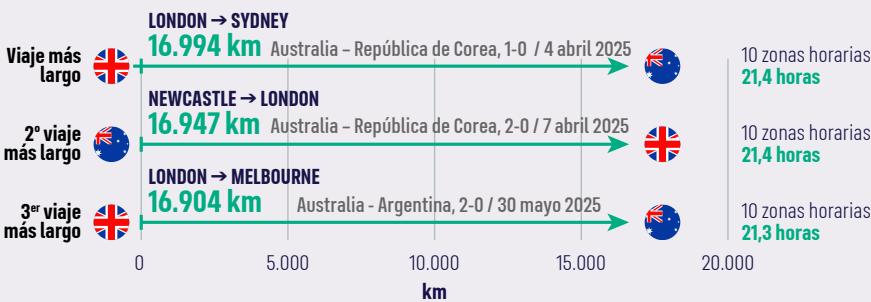 LONDON → SYDNEY
Viaje más
largo
16.994 km Australia – República de Corea, 1-0 / 4 abril 2025
10 zonas horarias
21,4 horas
NEWCASTLE → LONDON
2º viaje
más largo
16.947 km Australia – República de Corea, 2-0 / 7 abril 2025
10 zonas horarias
21,4 horas
LONDON → MELBOURNE
3er viaje
más largo
16.904 km Australia - Argentina, 2-0 / 30 mayo 2025
10 zonas horarias
21,3 horas
0 5.000 10.000 15.000 20.000
km